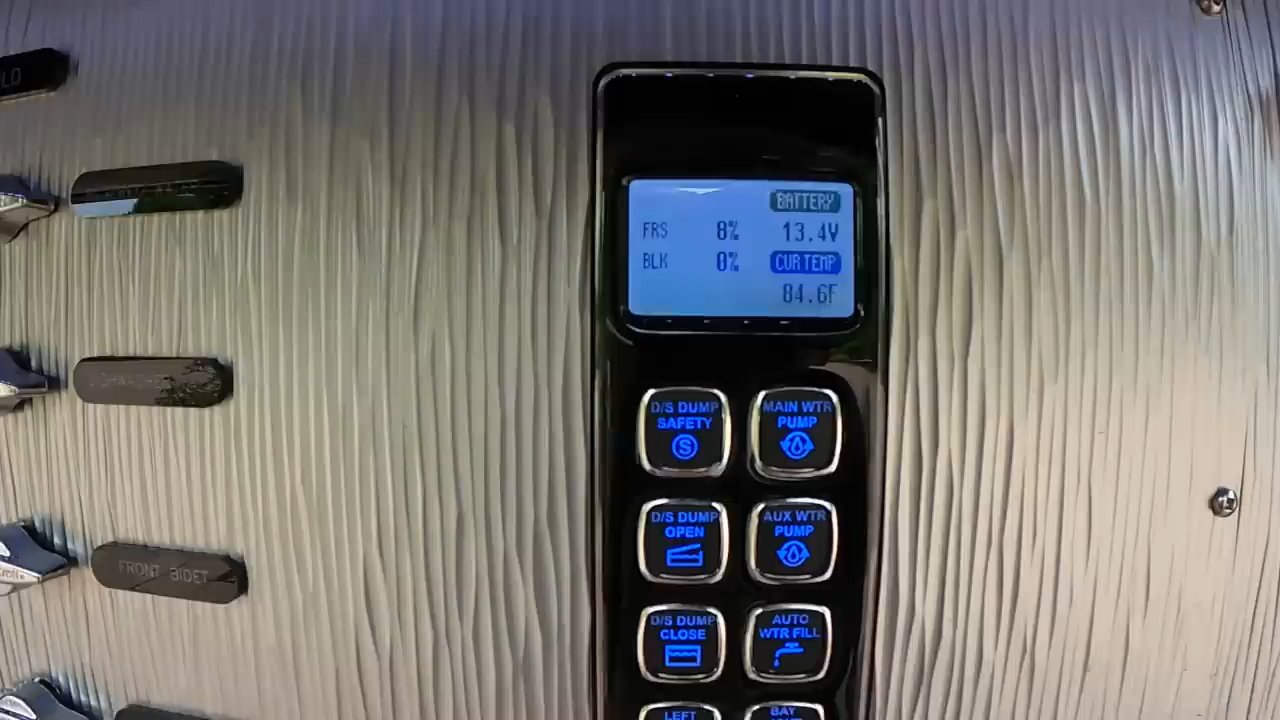 LD
BATTERY
FRS 8% 13.4V
BLK 0% CUR TEMP
84.6F
D/S DUMP
SAFETY
S
MAIN WTR
PUMP
D/S DUMP
OPEN
AUX WTR
PUMP
D/S DUMP
CLOSE
AUTO
WTR FILL
FRONT BIDET
LEFT
BAY